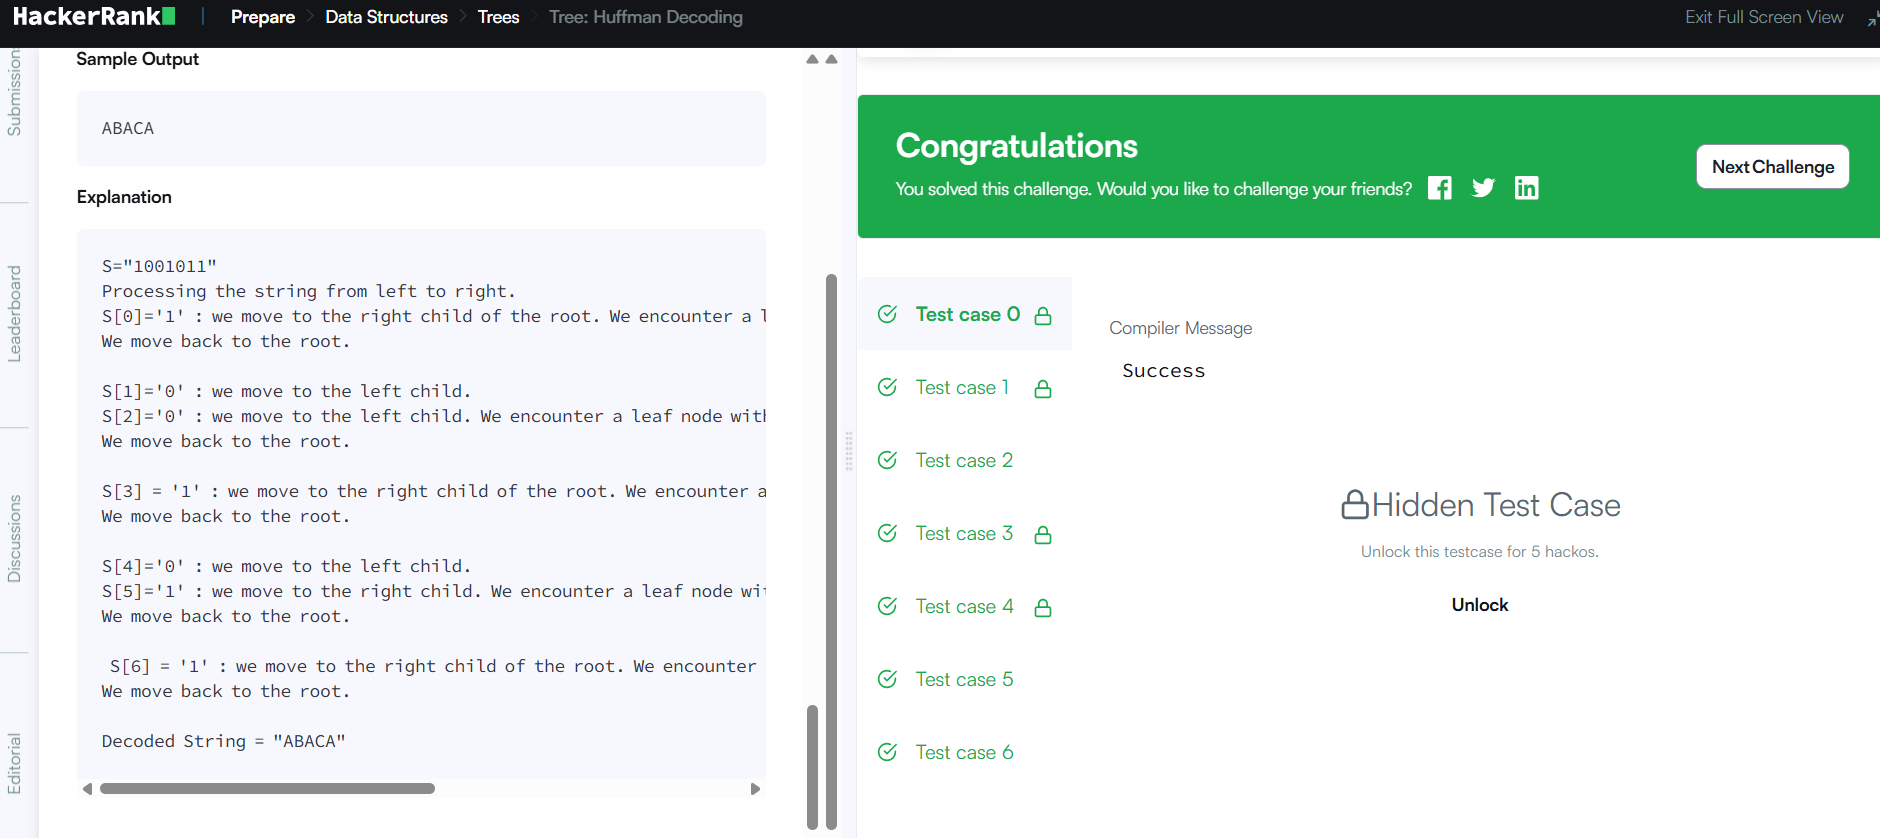 HackerRank
Prepare
Data Structures
Trees
Tree: Huffman Decoding
Exit Full Screen View
Submissions
Leaderboard
Discussions
Editorial
Sample Output
ABACA
Explanation
S="1001011"
Processing the string from left to right.
S[0]='1' : we move to the right child of the root. We encounter a l
We move back to the root.
S[1]='0' : we move to the left child.
S[2]='0' : we move to the left child. We encounter a leaf node with
We move back to the root.
S[3] = '1' : we move to the right child of the root. We encounter a
We move back to the root.
S[4]='0' : we move to the left child.
S[5]='1' : we move to the right child. We encounter a leaf node wit
We move back to the root.
S[6] = '1' : we move to the right child of the root. We encounter
We move back to the root.
Decoded String = "ABACA"
Congratulations
You solved this challenge. Would you like to challenge your friends?
Next Challenge
Test case 0
Test case 1
Test case 2
Test case 3
Test case 4
Test case 5
Test case 6
Compiler Message
Success
Hidden Test Case
Unlock this testcase for 5 hackos.
Unlock